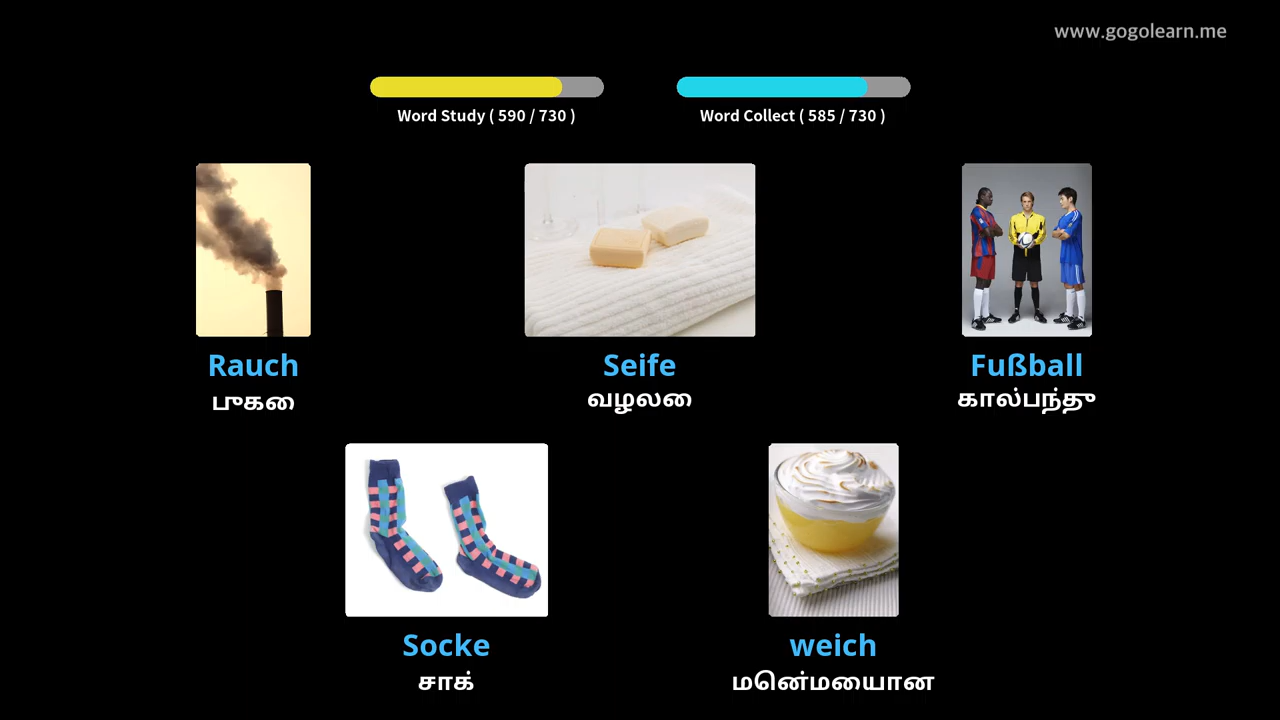 www.gogolearn.me
Word Study ( 590 / 730 )
Word Collect ( 585 / 730 )
Rauch
புகை
Seife
வழலை
Fußball
கால்பந்து
Socke
சாக்
weich
மென்மையான